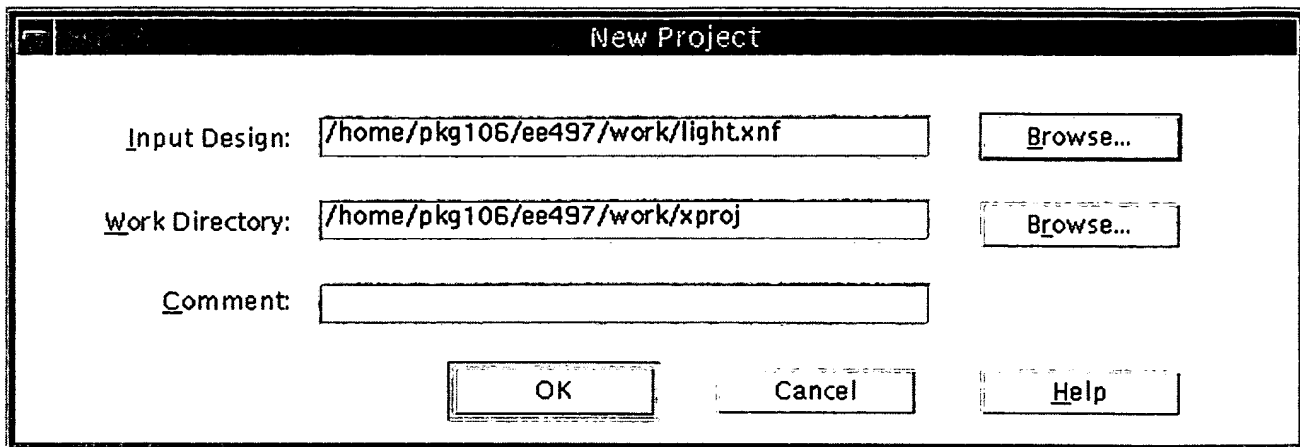 New Project
Input Design: /home/pkg106/ee497/work/light.xnf Browse...
Work Directory: /home/pkg106/ee497/work/xproj Browse...
Comment:
OK Cancel Help